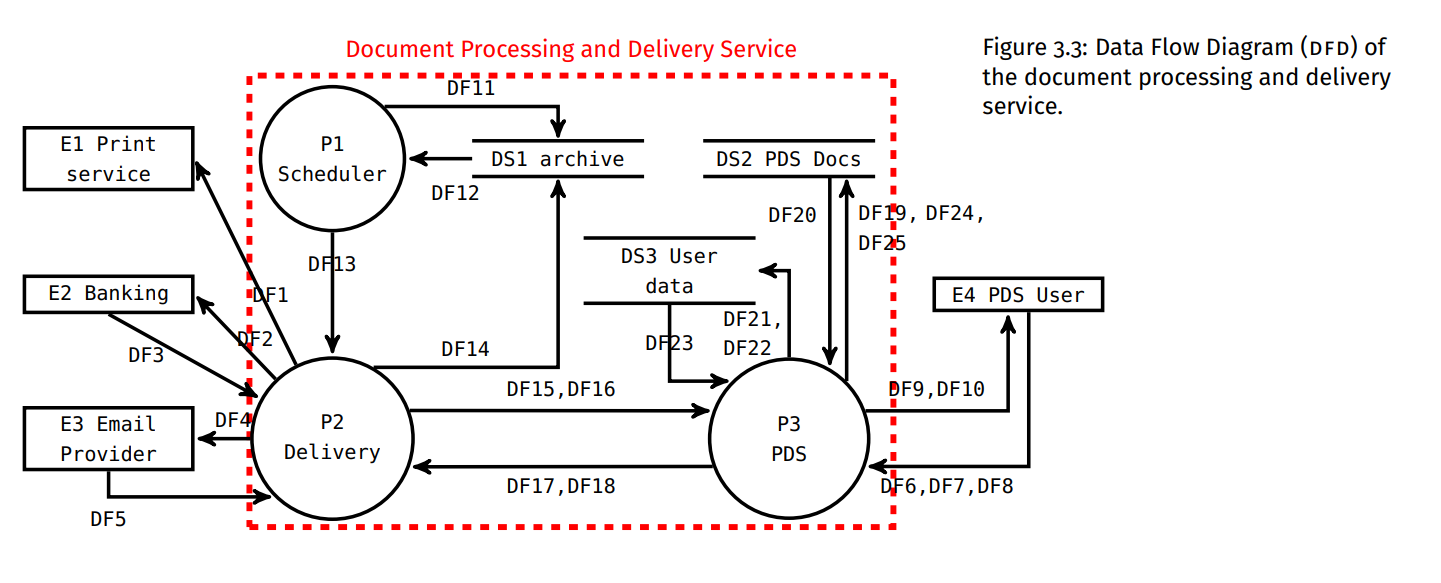 Document Processing and Delivery Service
Figure 3.3: Data Flow Diagram (DFD) of
the document processing and delivery
service.
DF11
E1 Print
service
P1
Scheduler
DS1 archive
DS2 PDS Docs
DF12
DF20
DF19, DF24,
DF25
DF13
DS3 User
data
E2 Banking
DF1
E4 PDS User
DF2
DF3
DF14
DF23
DF21,
DF22
DF15,DF16
DF9,DF10
E3 Email
Provider
DF4
P2
Delivery
P3
PDS
DF17,DF18
DF6,DF7,DF8
DF5